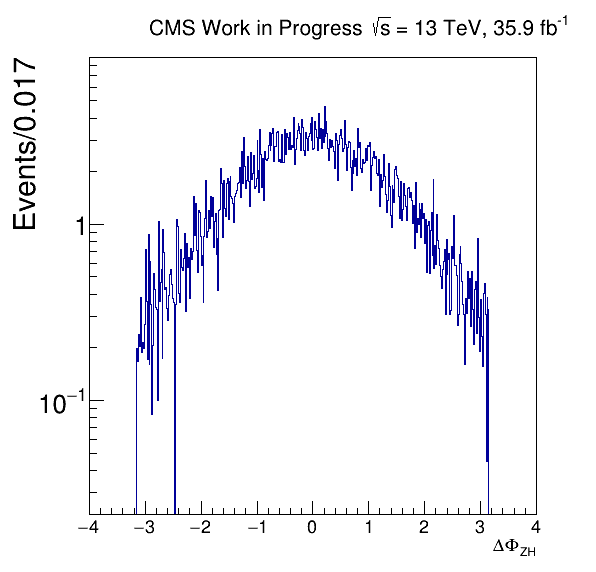 CMS Work in Progress √s = 13 TeV, 35.9 fb⁻¹
Events/0.017
1
10⁻¹
−4 −3 −2 −1 0 1 2 3 4
ΔΦ_ZH